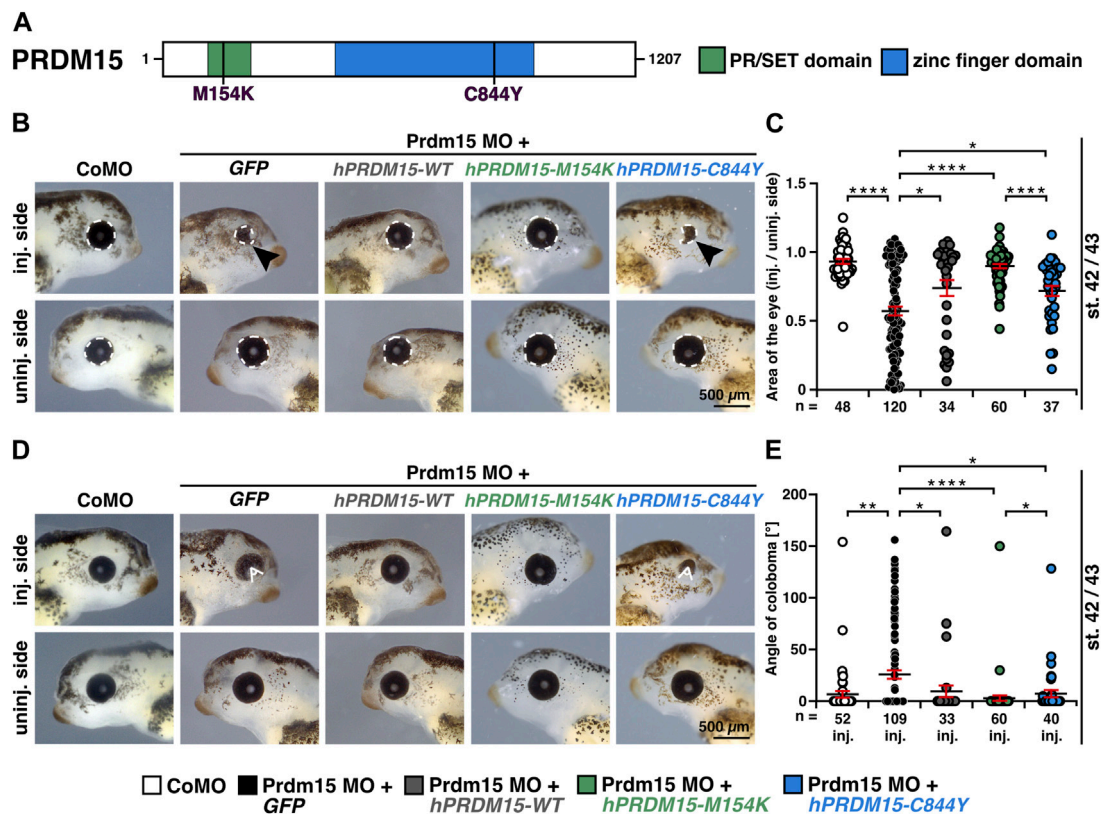 A
PRDM15
1
1207
M154K
C844Y
PR/SET domain
zinc finger domain
B
Prdm15 MO +
CoMO
GFP
hPRDM15-WT
hPRDM15-M154K
hPRDM15-C844Y
inj. side
uninj. side
500 µm
C
*
****
**** * ****
Area of the eye (inj. / uninj. side)
1.5
1.0
0.5
0
n = 48 120 34 60 37
st. 42 / 43
D
Prdm15 MO +
CoMO
GFP
hPRDM15-WT
hPRDM15-M154K
hPRDM15-C844Y
inj. side
uninj. side
500 µm
E
*
****
** * *
Angle of coloboma [°]
200
150
100
50
0
n = 52 109 33 60 40
inj. inj. inj. inj. inj.
st. 42 / 43
CoMO
Prdm15 MO +
GFP
Prdm15 MO +
hPRDM15-WT
Prdm15 MO +
hPRDM15-M154K
Prdm15 MO +
hPRDM15-C844Y